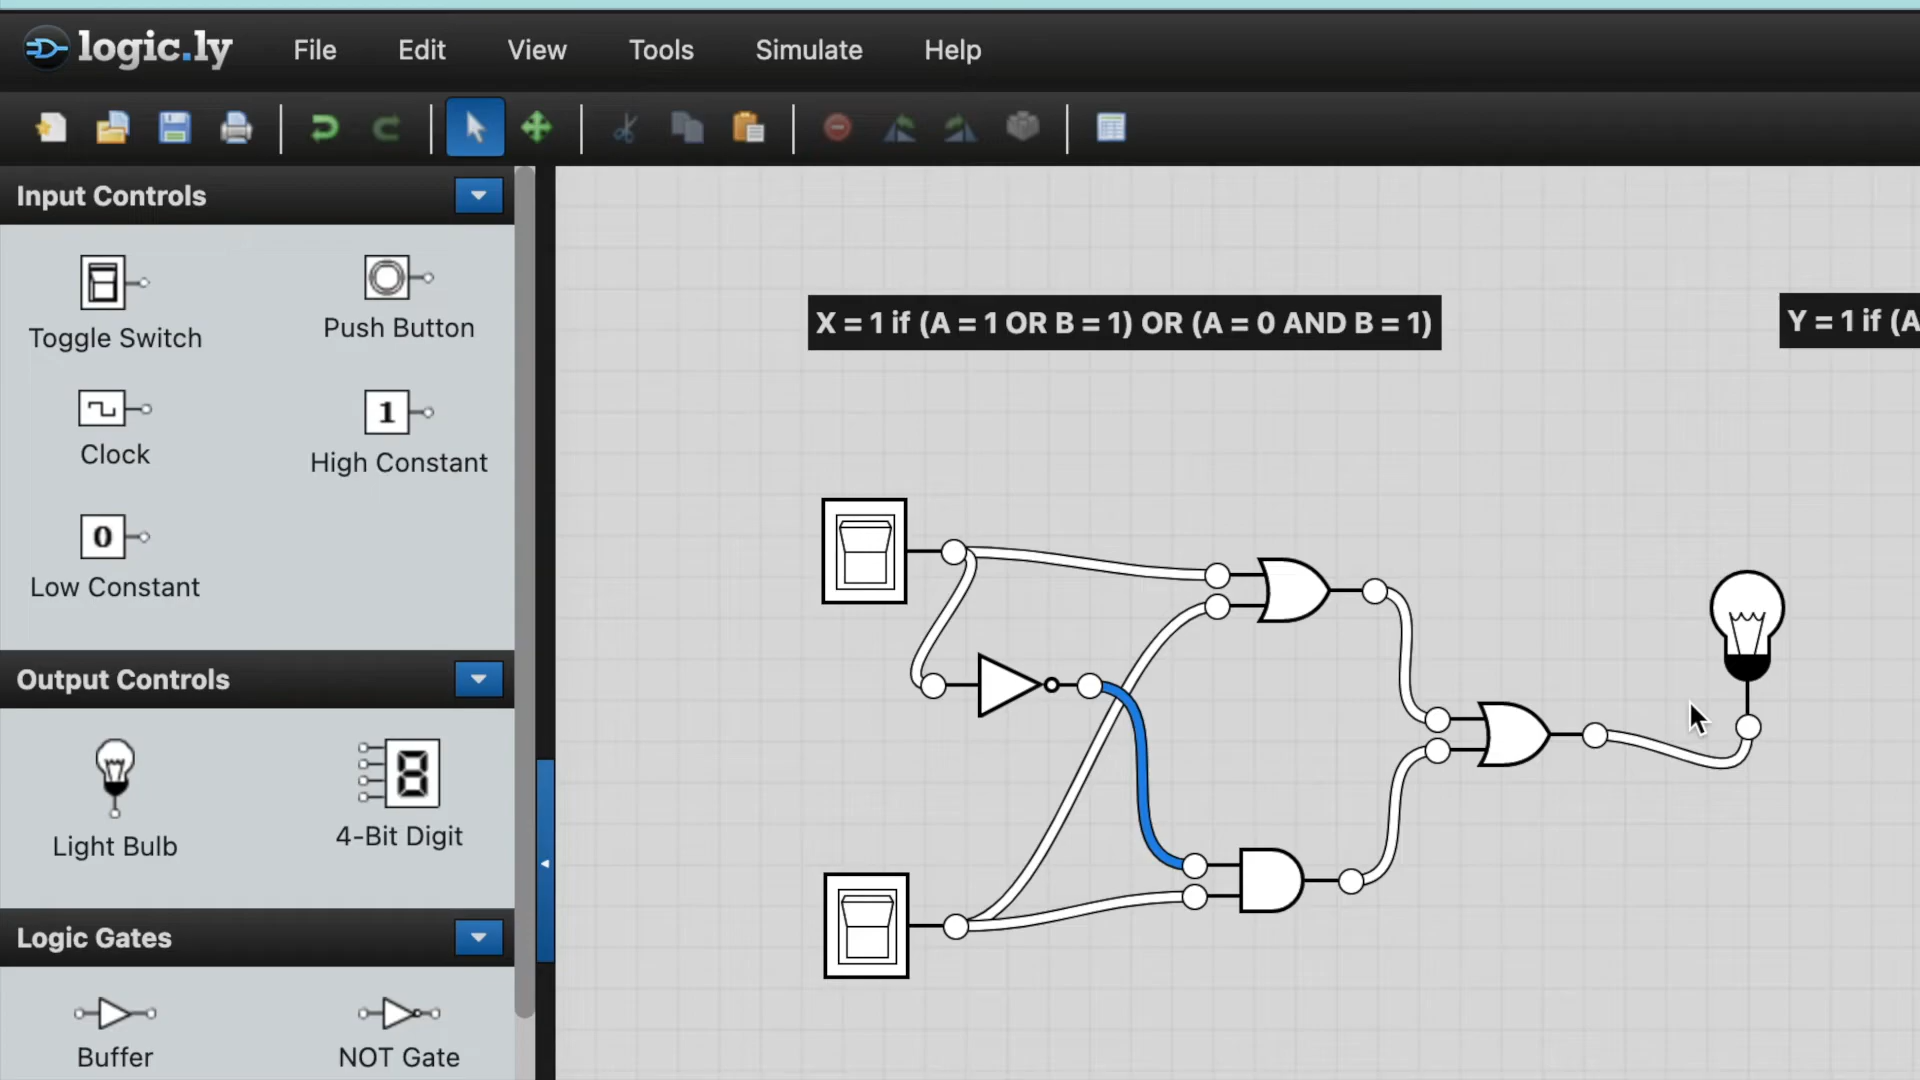 logic.ly File Edit View Tools Simulate Help
Input Controls
Toggle Switch
Push Button
Clock
1
High Constant
0
Low Constant
Output Controls
Light Bulb
8
4-Bit Digit
Logic Gates
Buffer
NOT Gate
X = 1 if (A = 1 OR B = 1) OR (A = 0 AND B = 1)
Y = 1 if (A